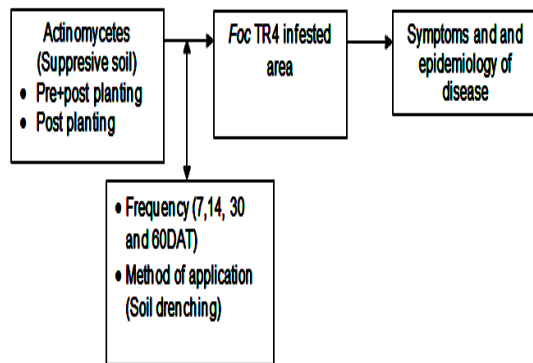 Actinomycetes
(Suppresive soil)
• Pre+post planting
• Post planting
Foc TR4 infested
area
Symptoms and and
epidemiology of
disease
• Frequency (7,14, 30
and 60DAT)
• Method of application
(Soil drenching)